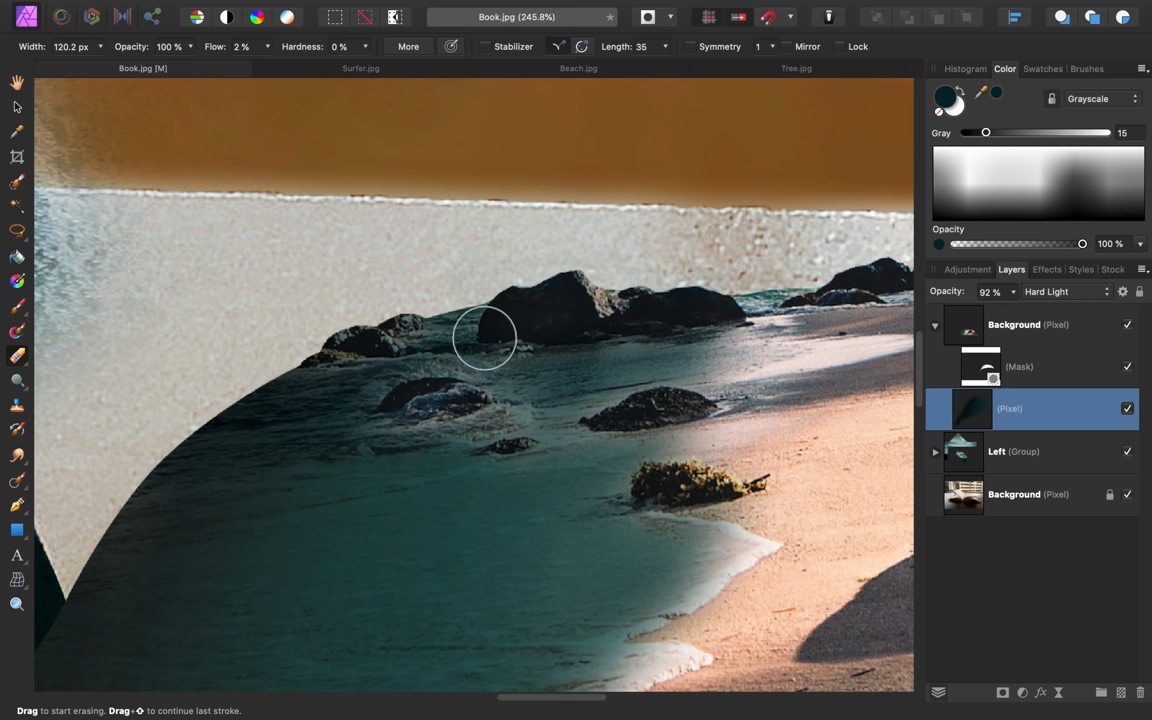 Book.jpg (245.8%)
Width: 120.2 px Opacity: 100 % Flow: 2 % Hardness: 0 % More Stabilizer Length: 35 Symmetry 1 Mirror Lock
Book.jpg [M] Surfer.jpg Beach.jpg Tree.jpg
Histogram Color Swatches Brushes
Grayscale
Gray 15
Opacity
100 %
Adjustment Layers Effects Styles Stock
Opacity: 92 % Hard Light
Background (Pixel)
(Mask)
(Pixel)
Left (Group)
Background (Pixel)
A
fx
Drag to start erasing. Drag+⇧ to continue last stroke.